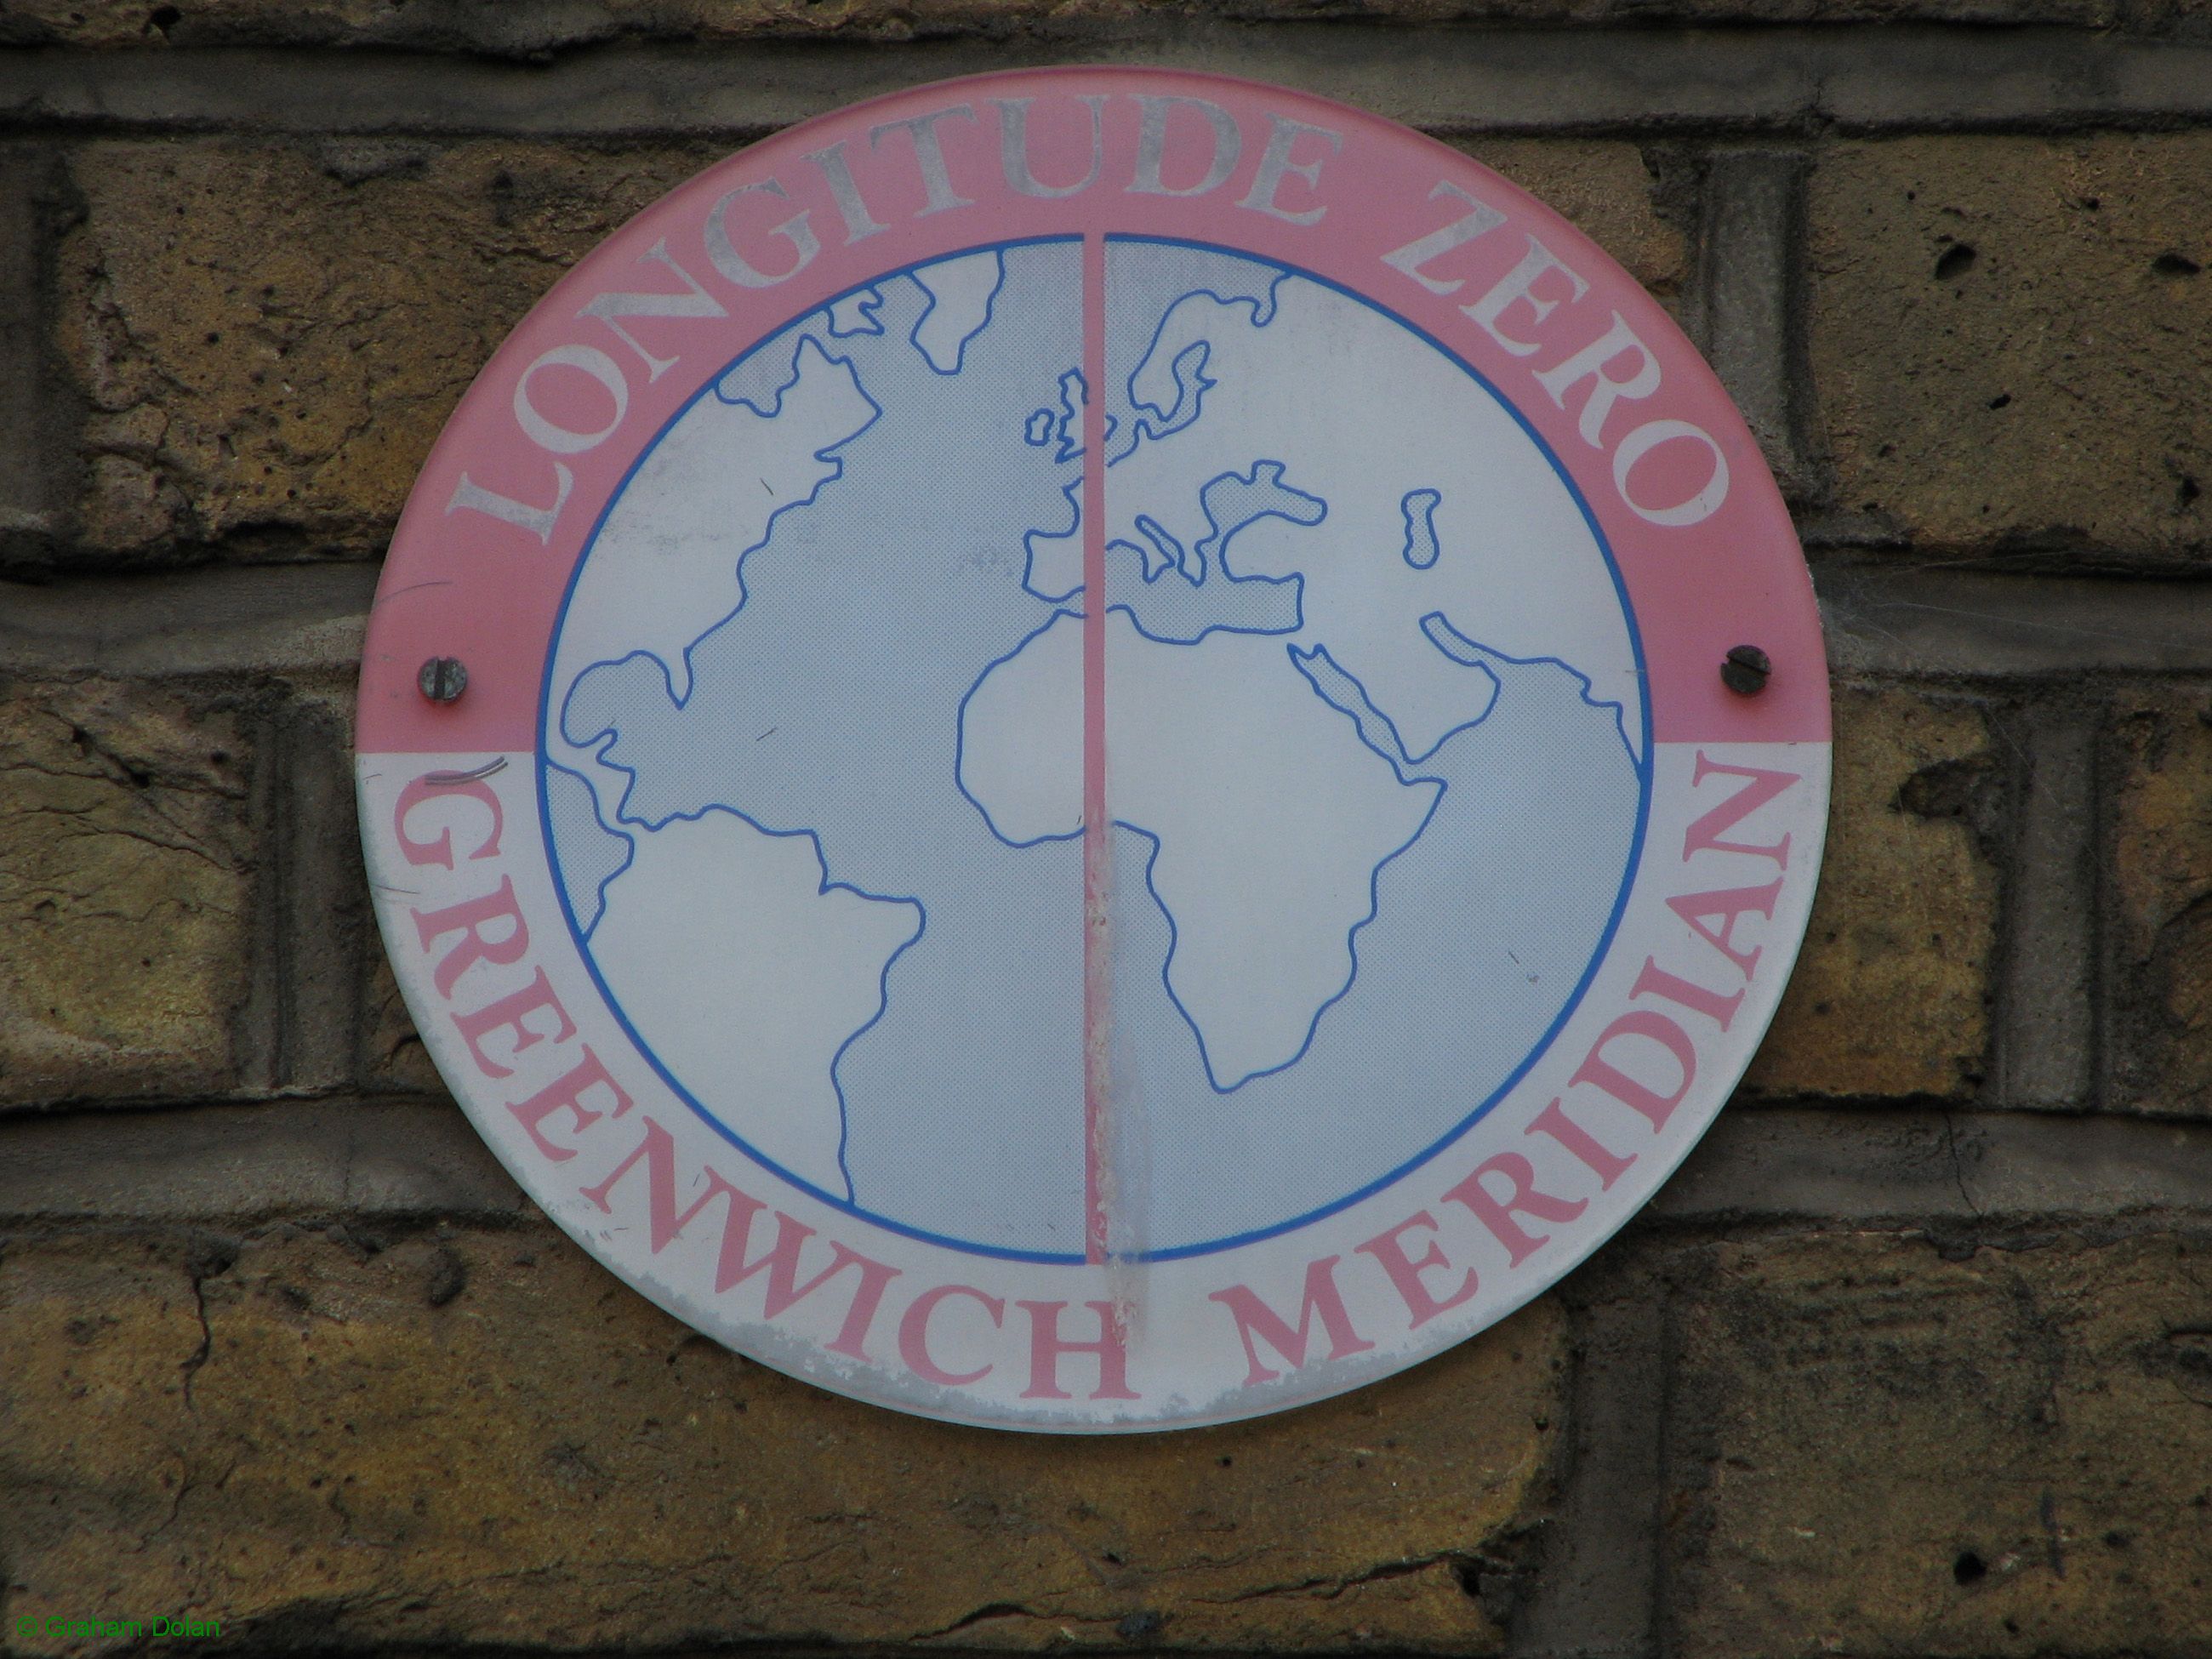 LONGITUDE ZERO
GREENWICH MERIDIAN
© Graham Dolan